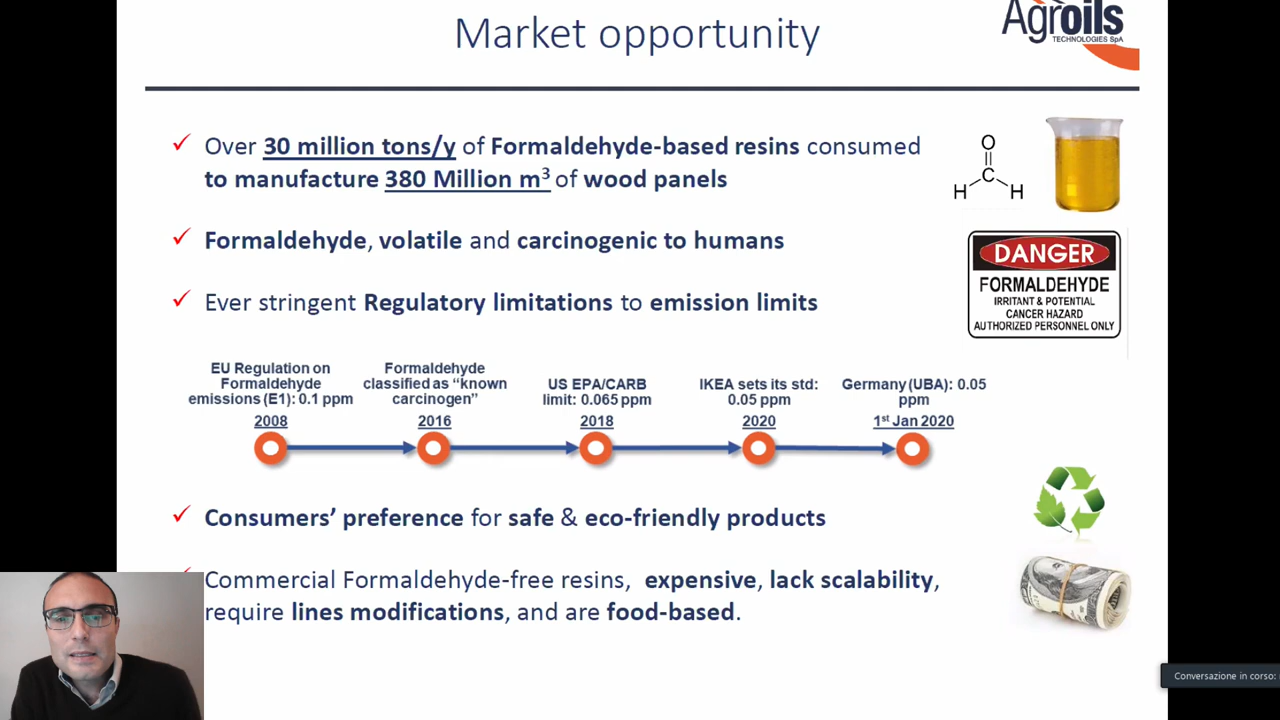 Market opportunity
Agroils
TECHNOLOGIES SpA
Over 30 million tons/y of Formaldehyde-based resins consumed
to manufacture 380 Million m³ of wood panels
O
H C H
Formaldehyde, volatile and carcinogenic to humans
DANGER
FORMALDEHYDE
IRRITANT & POTENTIAL
CANCER HAZARD
AUTHORIZED PERSONNEL ONLY
Ever stringent Regulatory limitations to emission limits
EU Regulation on
Formaldehyde
emissions (E1): 0.1 ppm
2008
Formaldehyde
classified as “known
carcinogen”
2016
US EPA/CARB
limit: 0.065 ppm
2018
IKEA sets its std:
0.05 ppm
2020
Germany (UBA): 0.05
ppm
1st Jan 2020
Consumers’ preference for safe & eco-friendly products
Commercial Formaldehyde-free resins, expensive, lack scalability,
require lines modifications, and are food-based.
Conversazione in corso: